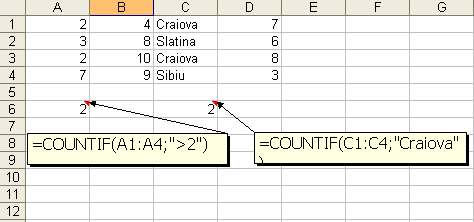 A B C D E F G
1 2 4 Craiova 7
2 3 8 Slatina 6
3 2 10 Craiova 8
4 7 9 Sibiu 3
5
6 2 2
7
8 =COUNTIF(A1:A4;">2") =COUNTIF(C1:C4;"Craiova"
9 )
10
11
12